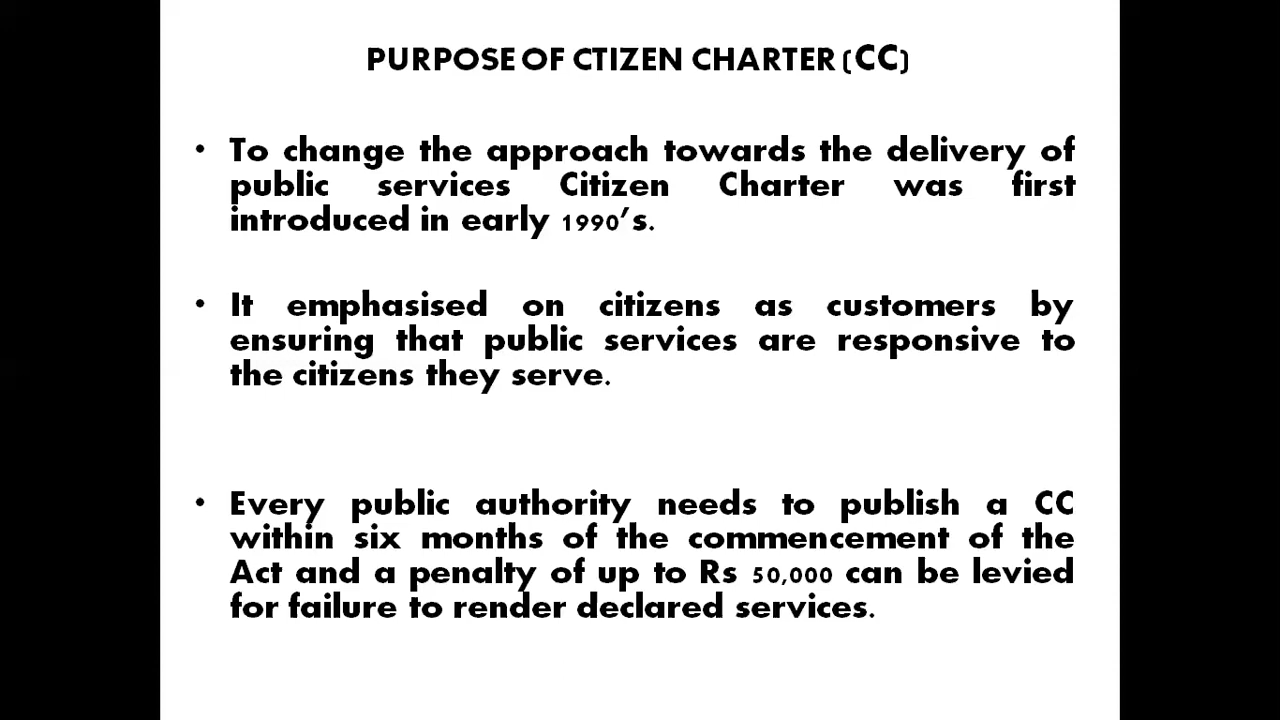 PURPOSE OF CTIZEN CHARTER (CC)
• To change the approach towards the delivery of
public services Citizen Charter was first
introduced in early 1990's.
• It emphasised on citizens as customers by
ensuring that public services are responsive to
the citizens they serve.
• Every public authority needs to publish a CC
within six months of the commencement of the
Act and a penalty of up to Rs 50,000 can be levied
for failure to render declared services.